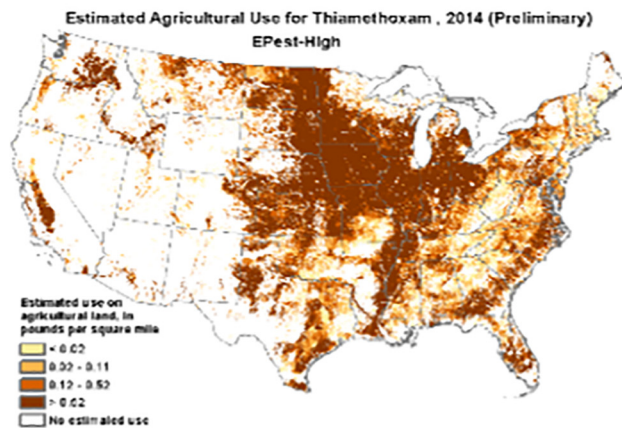 Estimated Agricultural Use for Thiamethoxam , 2014 (Preliminary)
EPest-High
Estimated use on
agricultural land, in
pounds per square mile
< 0.02
0.02 - 0.11
0.12 - 0.52
> 0.52
No estimated use